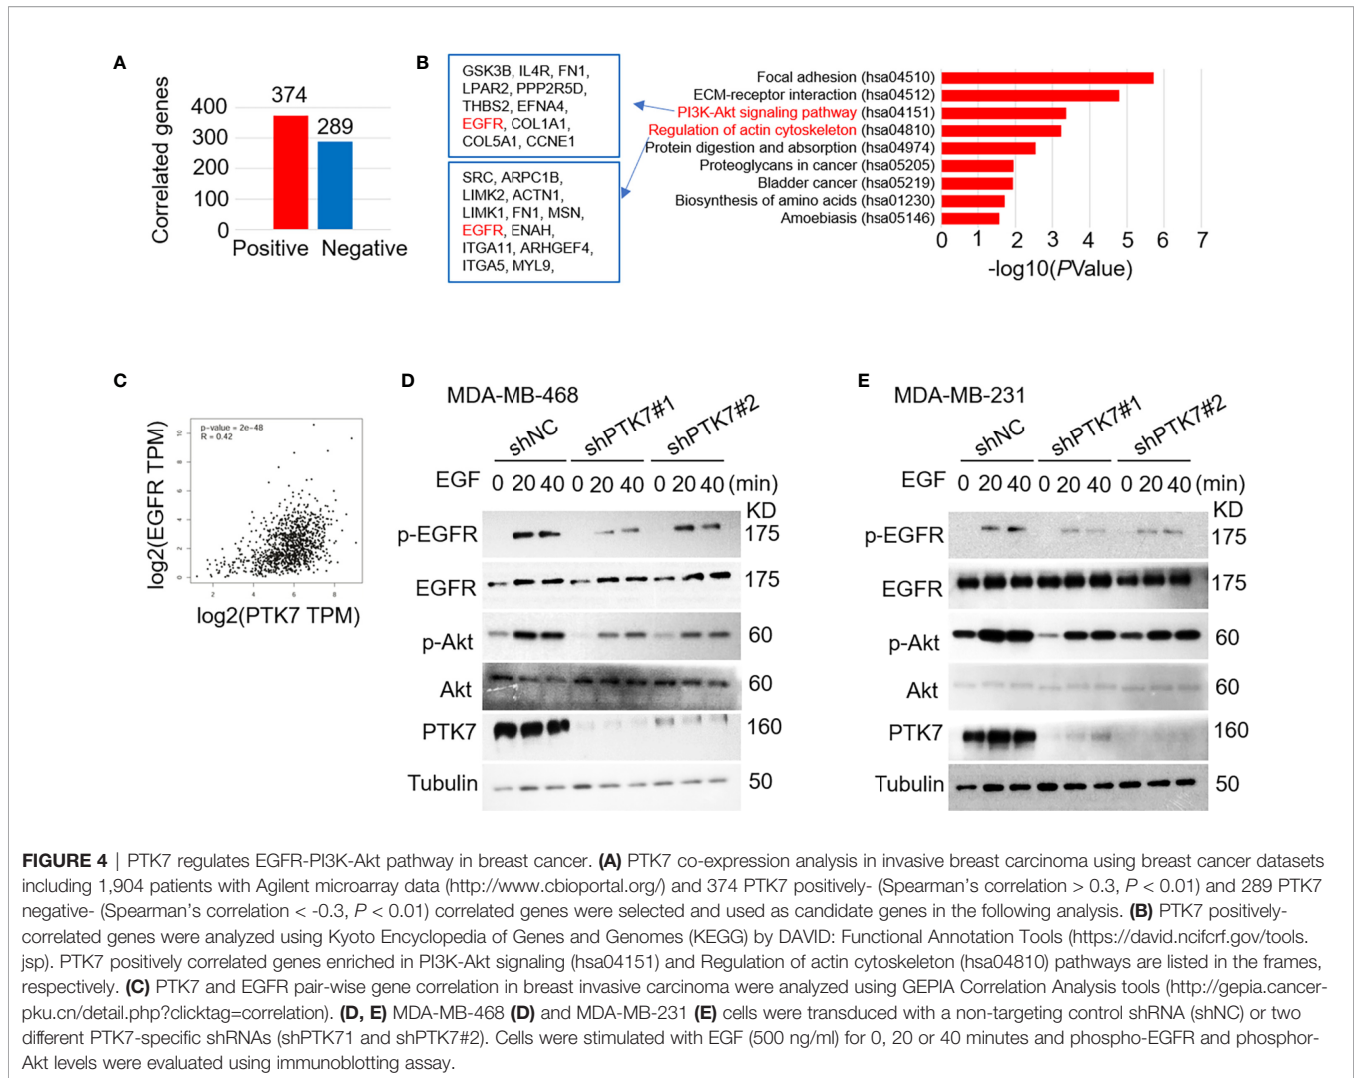 A
Correlated genes
400
300
200
100
0
374
289
Positive Negative
B
GSK3B, IL4R, FN1,
LPAR2, PPP2R5D,
THBS2, EFNA4,
EGFR, COL1A1,
COL5A1, CCNE1
SRC, ARPC1B,
LIMK2, ACTN1,
LIMK1, FN1, MSN,
EGFR, ENAH,
ITGA11, ARHGEF4,
ITGA5, MYL9,
Focal adhesion (hsa04510)
ECM-receptor interaction (hsa04512)
PI3K-Akt signaling pathway (hsa04151)
Regulation of actin cytoskeleton (hsa04810)
Protein digestion and absorption (hsa04974)
Proteoglycans in cancer (hsa05205)
Bladder cancer (hsa05219)
Biosynthesis of amino acids (hsa01230)
Amoebiasis (hsa05146)
0 1 2 3 4 5 6 7
-log10(PValue)
C
p-value = 2e-48
R = 0.42
log2(EGFR TPM)
10
8
6
4
2
0
2 4 6 8
log2(PTK7 TPM)
D
MDA-MB-468
shNC shPTK7#1 shPTK7#2
EGF 0 20 40 0 20 40 0 20 40 (min)
KD
p-EGFR 175
EGFR 175
p-Akt 60
Akt 60
PTK7 160
Tubulin 50
E
MDA-MB-231
shNC shPTK7#1 shPTK7#2
EGF 0 20 40 0 20 40 0 20 40 (min)
KD
p-EGFR 175
EGFR 175
p-Akt 60
Akt 60
PTK7 160
Tubulin 50
FIGURE 4 | PTK7 regulates EGFR-PI3K-Akt pathway in breast cancer. (A) PTK7 co-expression analysis in invasive breast carcinoma using breast cancer datasets
including 1,904 patients with Agilent microarray data (http://www.cbioportal.org/) and 374 PTK7 positively- (Spearman's correlation > 0.3, P < 0.01) and 289 PTK7
negative- (Spearman's correlation < -0.3, P < 0.01) correlated genes were selected and used as candidate genes in the following analysis. (B) PTK7 positively-
correlated genes were analyzed using Kyoto Encyclopedia of Genes and Genomes (KEGG) by DAVID: Functional Annotation Tools (https://david.ncifcrf.gov/tools.
jsp). PTK7 positively correlated genes enriched in PI3K-Akt signaling (hsa04151) and Regulation of actin cytoskeleton (hsa04810) pathways are listed in the frames,
respectively. (C) PTK7 and EGFR pair-wise gene correlation in breast invasive carcinoma were analyzed using GEPIA Correlation Analysis tools (http://gepia.cancer-
pku.cn/detail.php?clicktag=correlation). (D, E) MDA-MB-468 (D) and MDA-MB-231 (E) cells were transduced with a non-targeting control shRNA (shNC) or two
different PTK7-specific shRNAs (shPTK71 and shPTK7#2). Cells were stimulated with EGF (500 ng/ml) for 0, 20 or 40 minutes and phospho-EGFR and phosphor-
Akt levels were evaluated using immunoblotting assay.